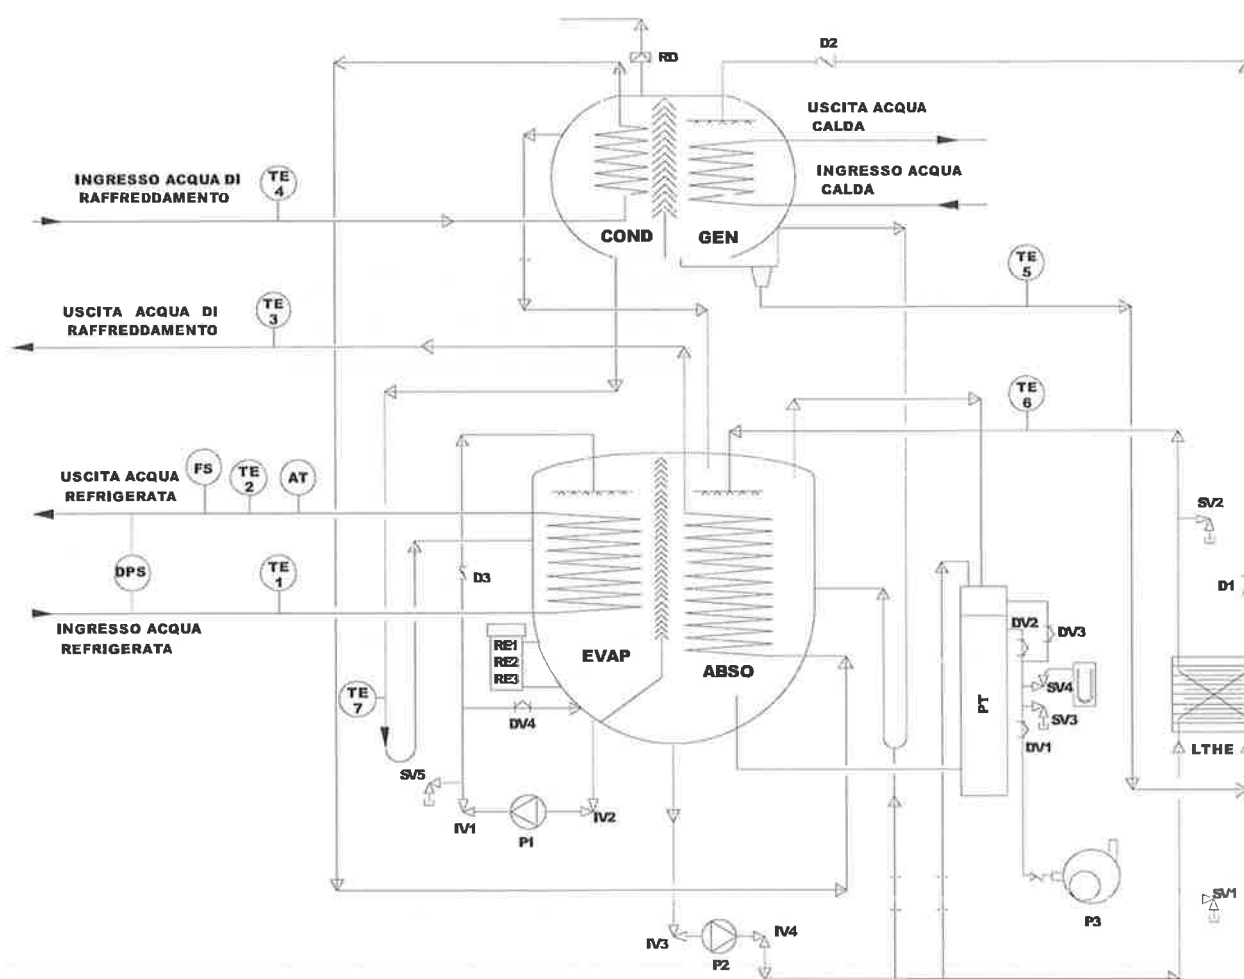 RD
D2
USCITA ACQUA
CALDA
INGRESSO ACQUA
CALDA
INGRESSO ACQUA DI
RAFFREDDAMENTO
TE
4
COND
GEN
TE
5
USCITA ACQUA DI
RAFFREDDAMENTO
TE
3
TE
6
USCITA ACQUA
REFRIGERATA
FS
TE
2
AT
SV2
DPS
TE
1
D3
D1
INGRESSO ACQUA
REFRIGERATA
RE1
RE2
RE3
EVAP
ABSO
DV2
DV3
SV4
SV3
PT
DV1
TE
7
DV4
LTHE
SV5
IV1
P1
IV2
SV1
P3
IV3
P2
IV4